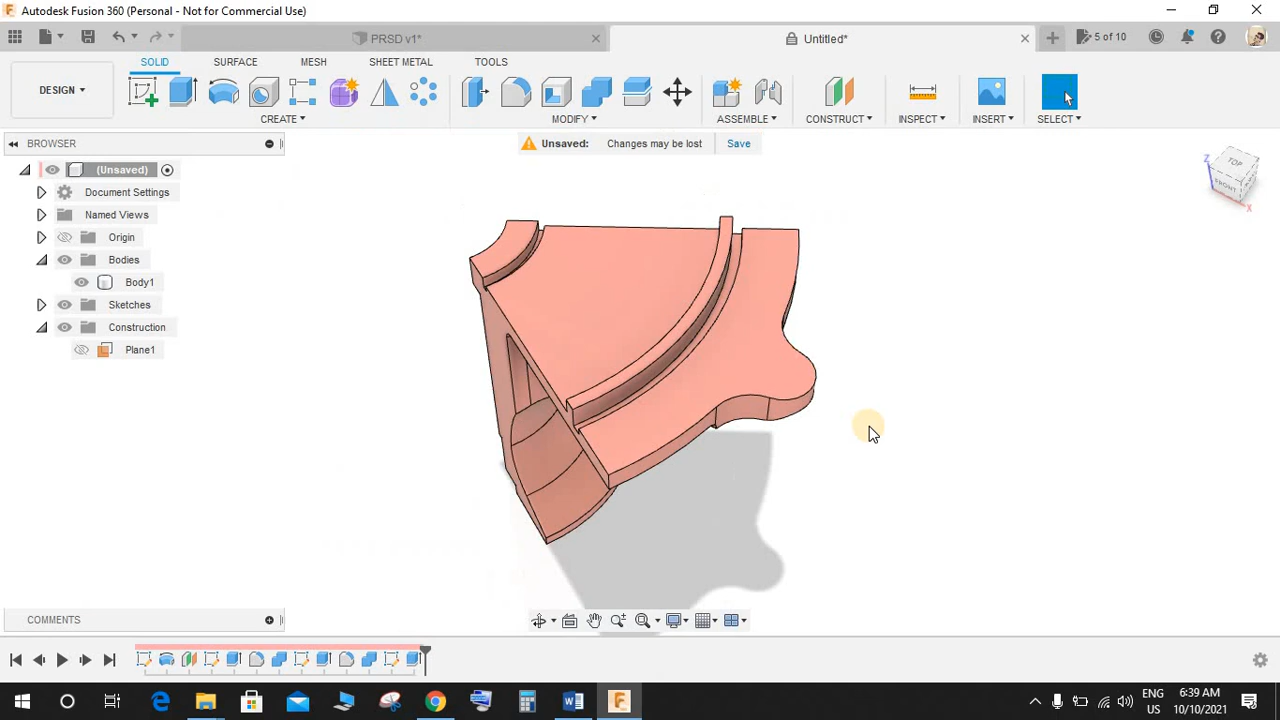 Autodesk Fusion 360 (Personal - Not for Commercial Use)
PRSD v1*
Untitled*
5 of 10
DESIGN
SOLID
SURFACE
MESH
SHEET METAL
TOOLS
CREATE
MODIFY
ASSEMBLE
CONSTRUCT
INSPECT
INSERT
SELECT
BROWSER
Unsaved: Changes may be lost Save
(Unsaved)
Document Settings
Named Views
Origin
Bodies
Body1
Sketches
Construction
Plane1
TOP
FRONT
Z
X
COMMENTS
ENG
US
6:39 AM
10/10/2021